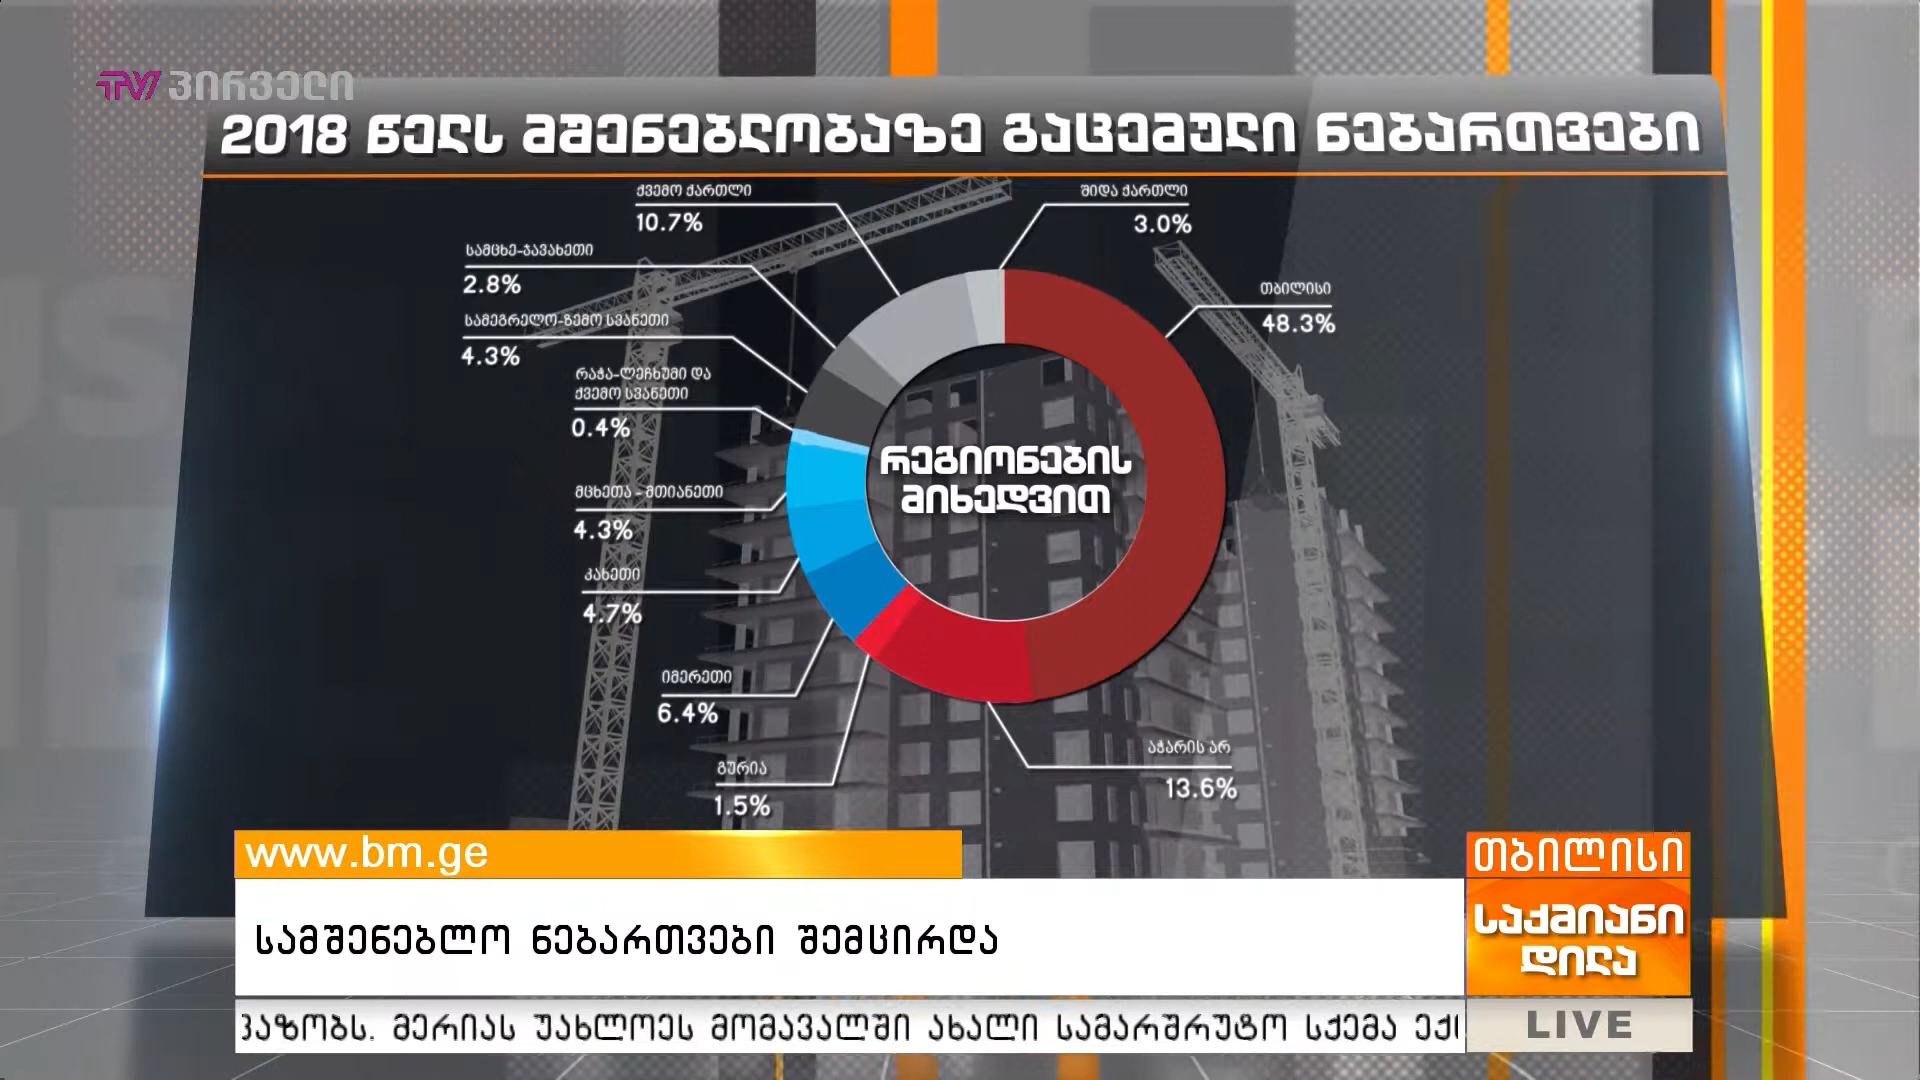 TV პირველი
2018 წელს მშენებლობაზე გაცემული ნებართვები
ქვემო ქართლი
10.7%
შიდა ქართლი
3.0%
სამცხე-ჯავახეთი
2.8%
თბილისი
48.3%
სამეგრელო-ზემო სვანეთი
4.3%
რაჭა-ლეჩხუმი და
ქვემო სვანეთი
0.4%
რეგიონების
მიხედვით
მცხეთა - მთიანეთი
4.3%
კახეთი
4.7%
იმერეთი
6.4%
აჭარის არ
13.6%
გურია
1.5%
www.bm.ge
თბილისი
სამშენებლო ნებართვები შემცირდა
საქმიანი
დილა
მერიას უახლოეს მომავალში ახალი სამარშრუტო სქემა
LIVE